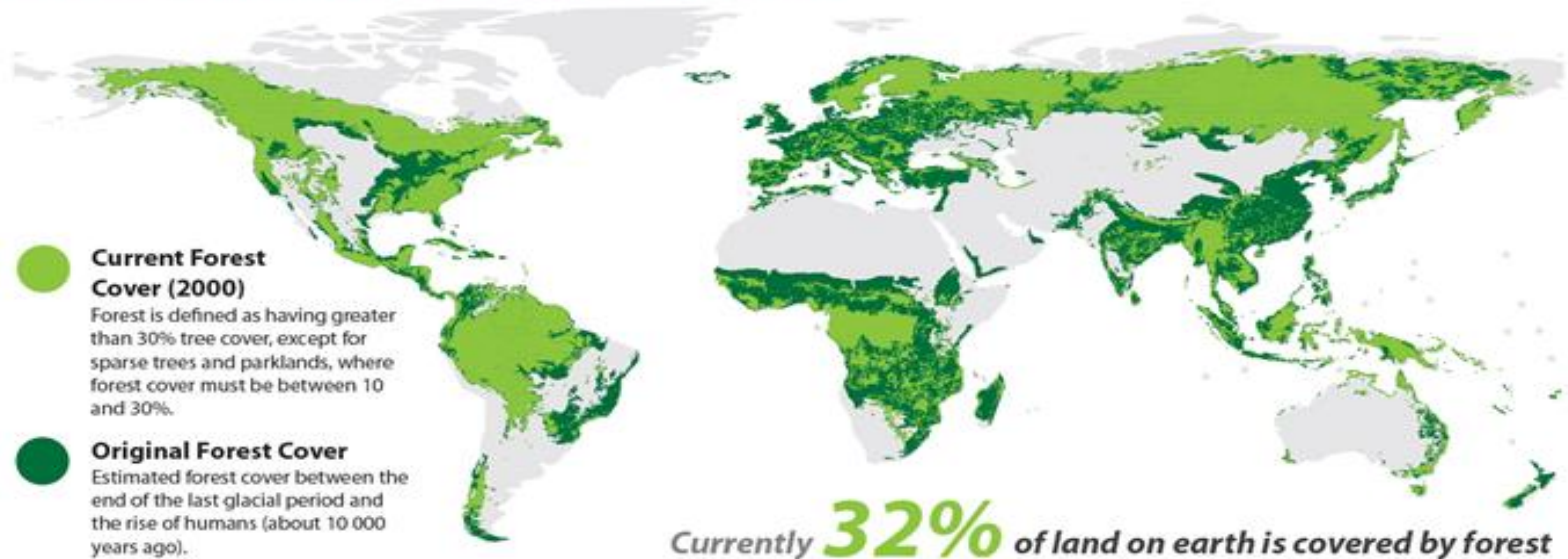 Current Forest
Cover (2000)
Forest is defined as having greater
than 30% tree cover, except for
sparse trees and parklands, where
forest cover must be between 10
and 30%.
Original Forest Cover
Estimated forest cover between the
end of the last glacial period and
the rise of humans (about 10 000
years ago).
Currently 32% of land on earth is covered by forest